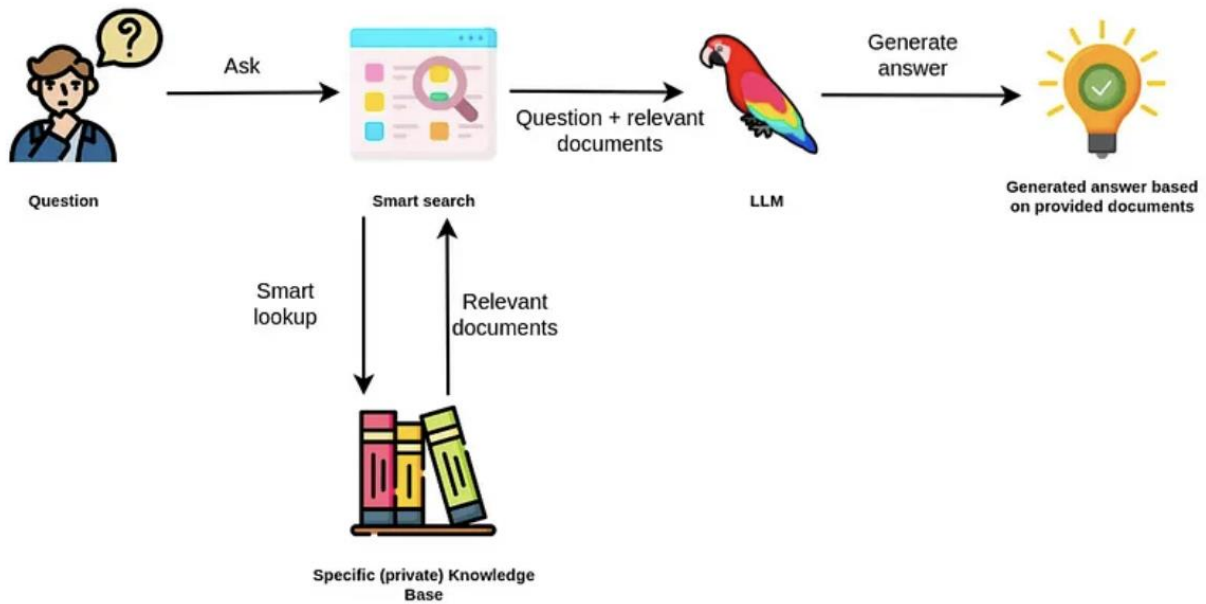 ?
Ask
Generate
answer
Question + relevant
documents
Question
Smart search
LLM
Generated answer based
on provided documents
Smart
lookup
Relevant
documents
Specific (private) Knowledge
Base